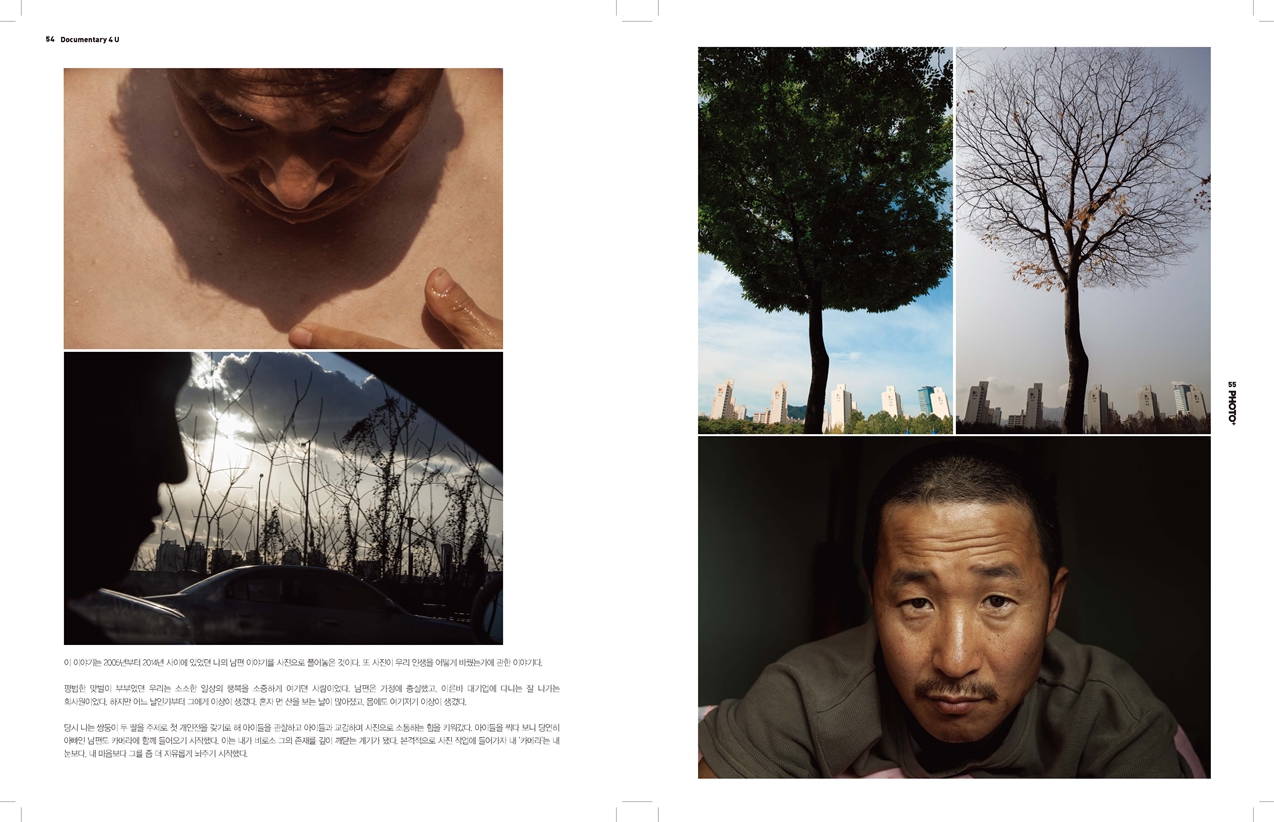 54 Documentary 4 U
이 이야기는 2005년부터 2014년 사이에 있었던 나의 남편 이야기를 사진으로 풀어놓은 것이다. 또 사진이 우리 인생을 어떻게 바꿨는가에 관한 이야기다.
평범한 맞벌이 부부였던 우리는 소소한 일상의 행복을 소중하게 여기던 사람이었다. 남편은 가정에 충실했고, 이른바 대기업에 다니는 잘 나가는
회사원이었다. 하지만 어느 날인가부터 그에게 이상이 생겼다. 혼자 먼 산을 보는 날이 많아졌고, 몸에도 여기저기 이상이 생겼다.
당시 나는 쌍둥이 두 딸을 주제로 첫 개인전을 갖기로 해 아이들을 관찰하고 아이들과 교감하며 사진으로 소통하는 힘을 키워갔다. 아이들을 찍다 보니 당연히
아빠인 남편도 카메라에 함께 들어오기 시작했다. 이는 내가 비로소 그의 존재를 깊이 깨닫는 계기가 됐다. 본격적으로 사진 작업에 들어가자 내 '카메라'는 내
눈보다, 내 마음보다 그를 좀 더 자유롭게 놔주기 시작했다.
55 PHOTO+